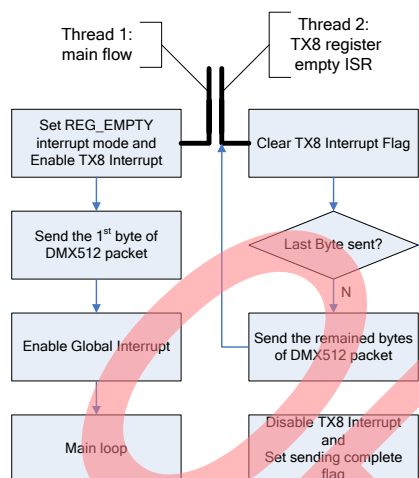 Thread 1:
main flow
Thread 2:
TX8 register
empty ISR
Set REG_EMPTY
interrupt mode and
Enable TX8 Interrupt
Clear TX8 Interrupt Flag
Send the 1st byte of
DMX512 packet
Last Byte sent?
N
Enable Global Interrupt
Send the remained bytes
of DMX512 packet
Main loop
Disable TX8 Interrupt
and
Set sending complete
flag